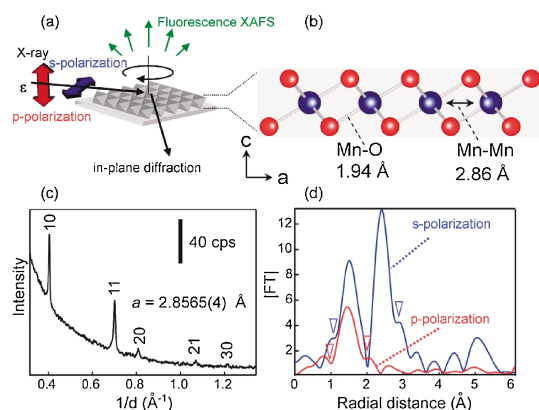 (a)
Fluorescence XAFS
X-ray
s-polarization
ε
p-polarization
in-plane diffraction
(b)
c
a
Mn-O
1.94 Å
Mn-Mn
2.86 Å
(c)
Intensity
10
11
20
21
30
40 cps
a = 2.8565(4) Å
0.4 0.6 0.8 1.0 1.2
1/d (Å-1)
(d)
|FT|
12
10
8
6
4
2
s-polarization
p-polarization
0 1 2 3 4 5 6
Radial distance (Å)